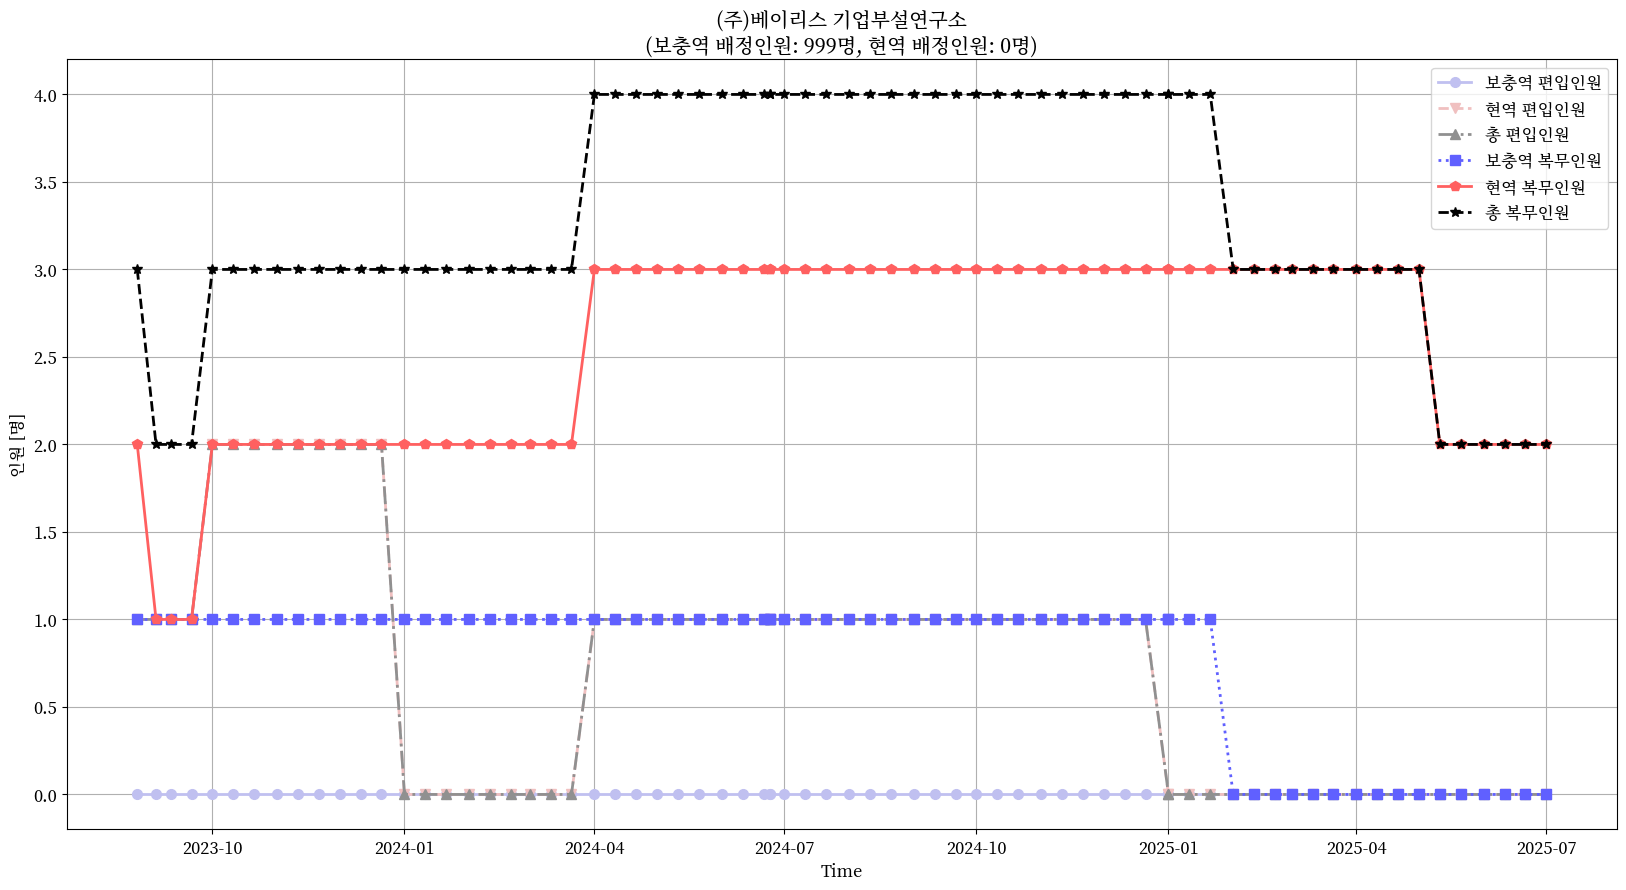 (주)베이리스 기업부설연구소
(보충역 배정인원: 999명, 현역 배정인원: 0명)
4.0
3.5
3.0
2.5
2.0
1.5
1.0
0.5
0.0
인원 [명]
보충역 편입인원
현역 편입인원
총 편입인원
보충역 복무인원
현역 복무인원
총 복무인원
2023-10
2024-01
2024-04
2024-07
2024-10
2025-01
2025-04
2025-07
Time